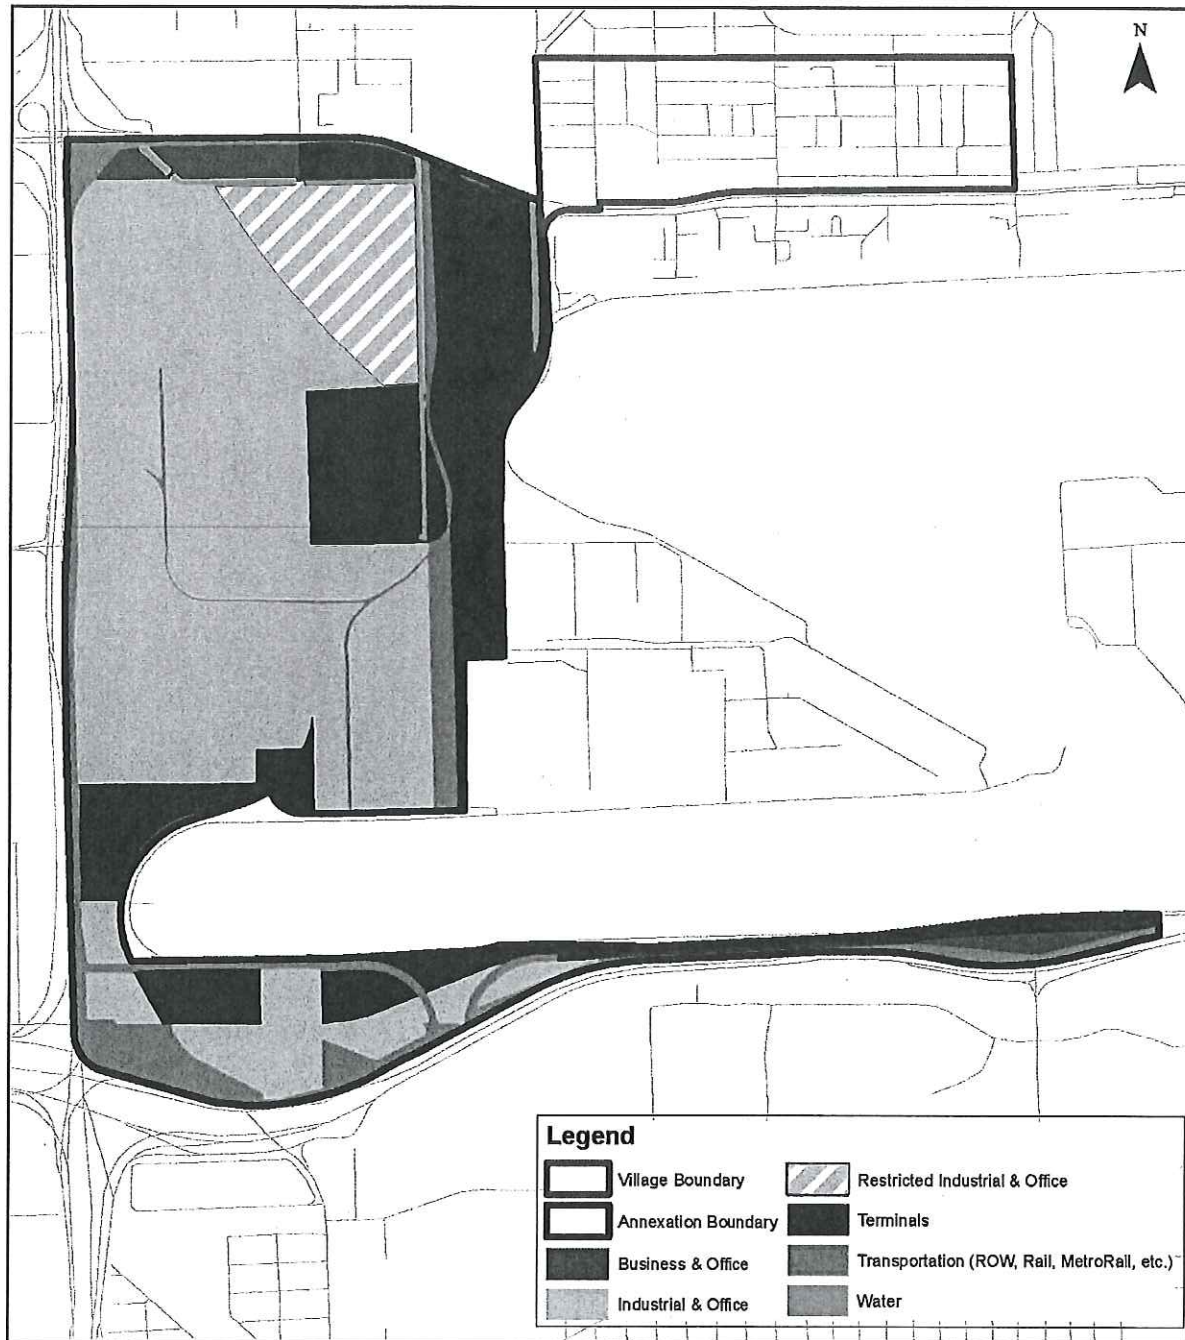 N
Legend
Village Boundary
Annexation Boundary
Business & Office
Industrial & Office
Restricted Industrial & Office
Terminals
Transportation (ROW, Rail, MetroRail, etc.)
Water